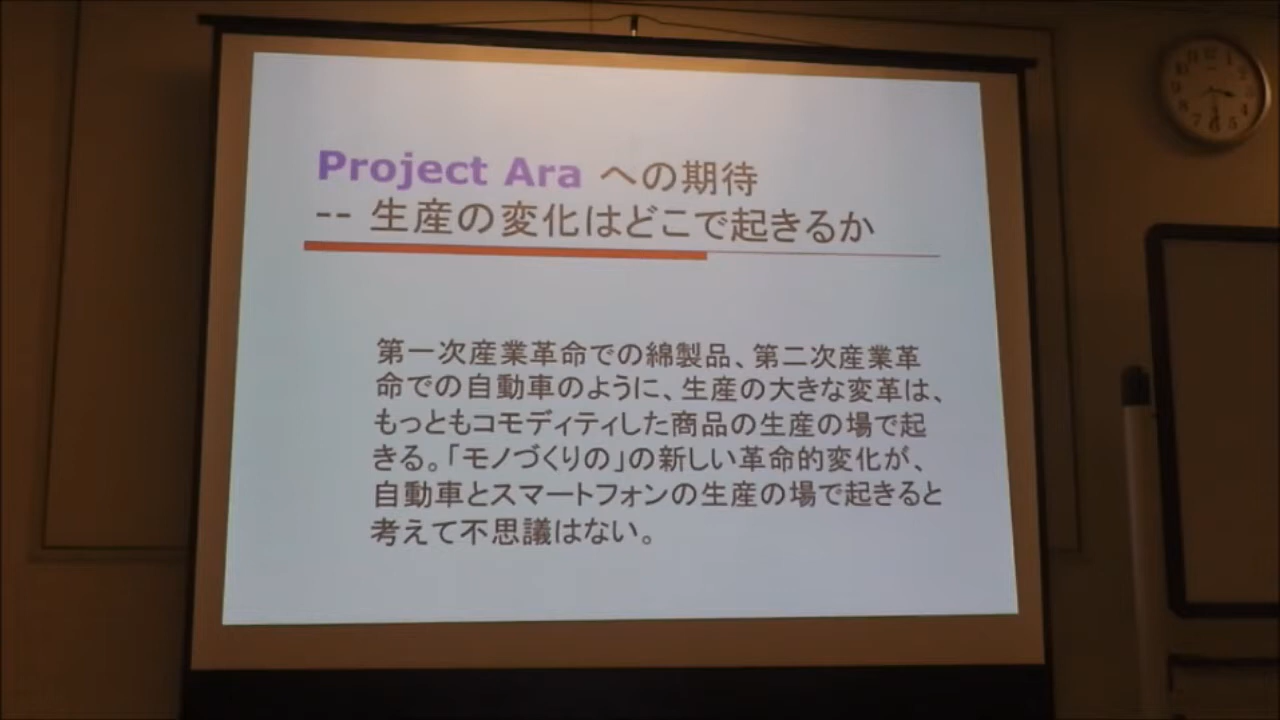 Project Ara への期待
-- 生産の変化はどこで起きるか
第一次産業革命での綿製品、第二次産業革
命での自動車のように、生産の大きな変革は、
もっともコモディティした商品の生産の場で起
きる。「モノづくりの」の新しい革命的変化が、
自動車とスマートフォンの生産の場で起きると
考えて不思議はない。